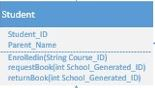 Student
Student_ID
Parent_Name
Enrolledin(String Course_ID)
requestBook(int School_Generated_ID)
returnBook(int School_Generated_ID)